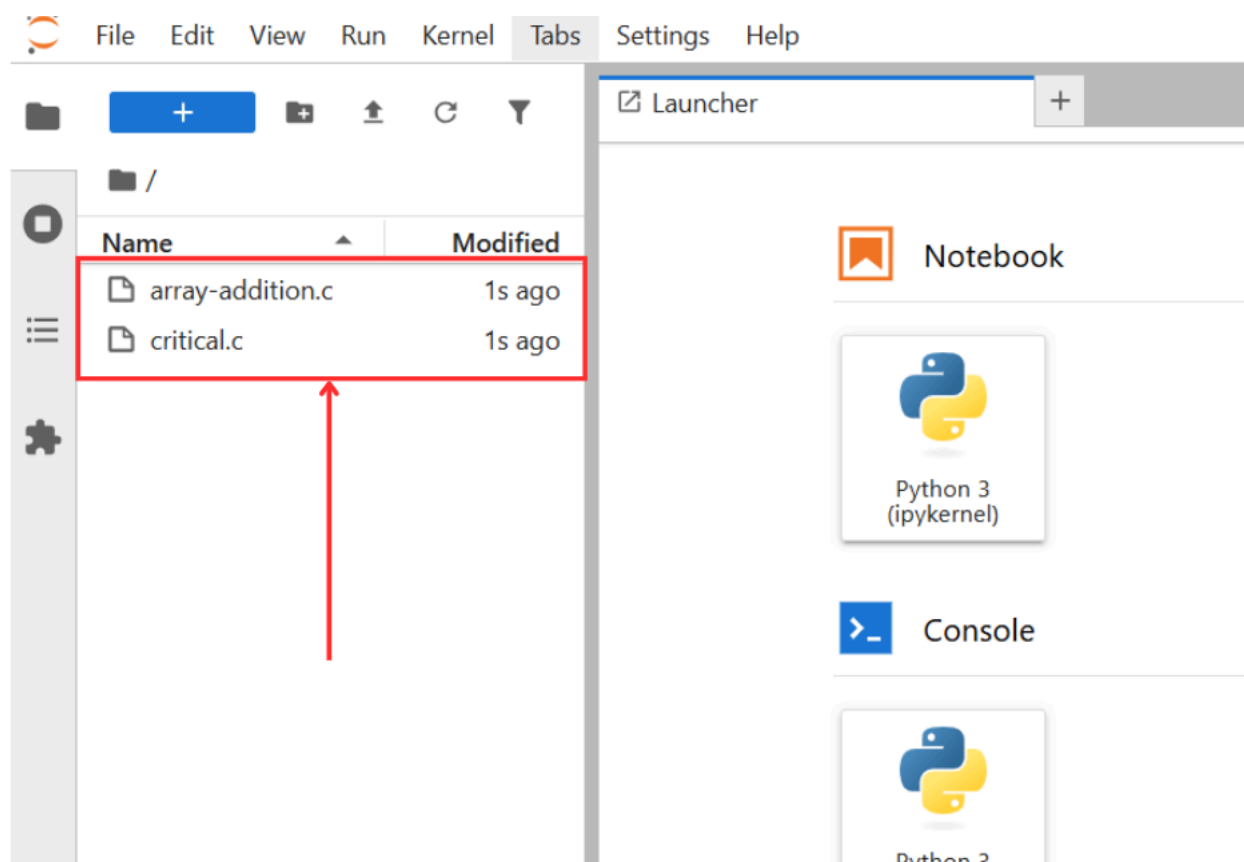 File Edit View Run Kernel Tabs Settings Help
+
Launcher
+
/
Name Modified
array-addition.c 1s ago
critical.c 1s ago
Notebook
Python 3
(ipykernel)
Console
Python 3